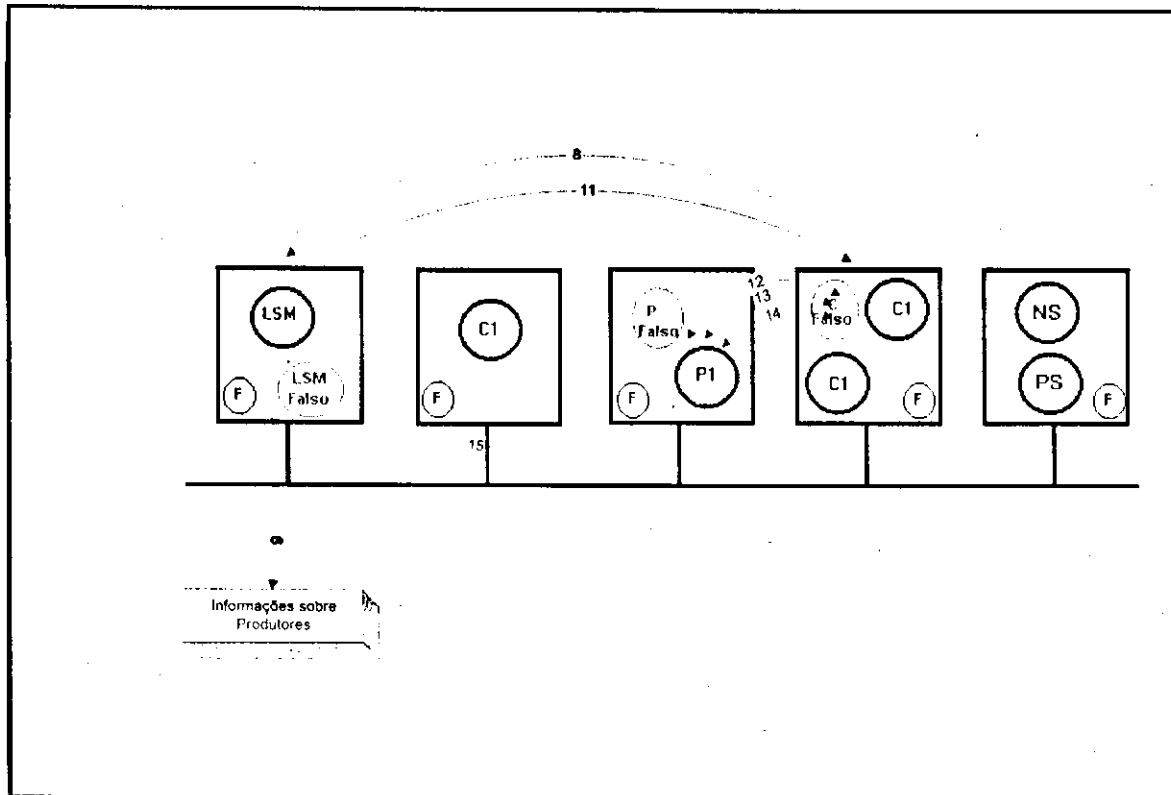 8
11
LSM
F
LSM
Falso
C1
F
P
Falso
P1
F
12
13
14
C
Falso
C1
C1
F
NS
PS
F
15
Informações sobre
Produtores